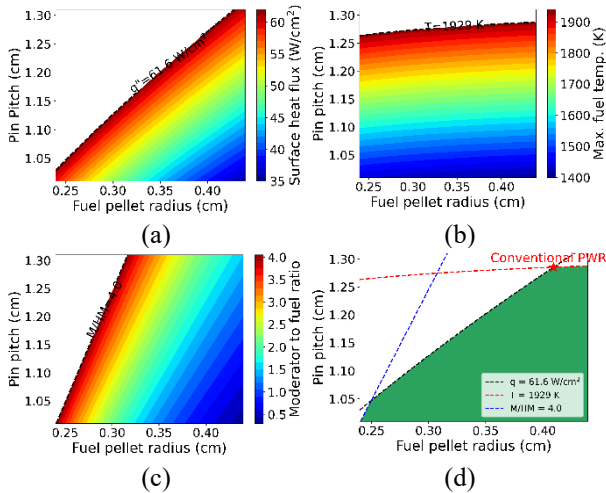 1.30
1.25
1.20
1.15
1.10
1.05
Pin Pitch (cm)
q"=61.6 W/cm²
0.25 0.30 0.35 0.40
Fuel pellet radius (cm)
60
55
50
45
40
35
Surface heat flux (W/cm²)
(a)
1.30
1.25
1.20
1.15
1.10
1.05
Pin Pitch (cm)
T=1929 K
0.25 0.30 0.35 0.40
Fuel pellet radius (cm)
1900
1800
1700
1600
1500
1400
Max. fuel temp. (K)
(b)
1.30
1.25
1.20
1.15
1.10
1.05
Pin pitch (cm)
M/HM=4.0
0.25 0.30 0.35 0.40
Fuel pellet radius (cm)
4.0
3.5
3.0
2.5
2.0
1.5
1.0
0.5
Moderator to fuel ratio
(c)
Conventional PWR
1.30
1.25
1.20
1.15
1.10
1.05
Pin pitch (cm)
q = 61.6 W/cm²
T = 1929 K
M/HM = 4.0
0.25 0.30 0.35 0.40
Fuel pellet radius (cm)
(d)